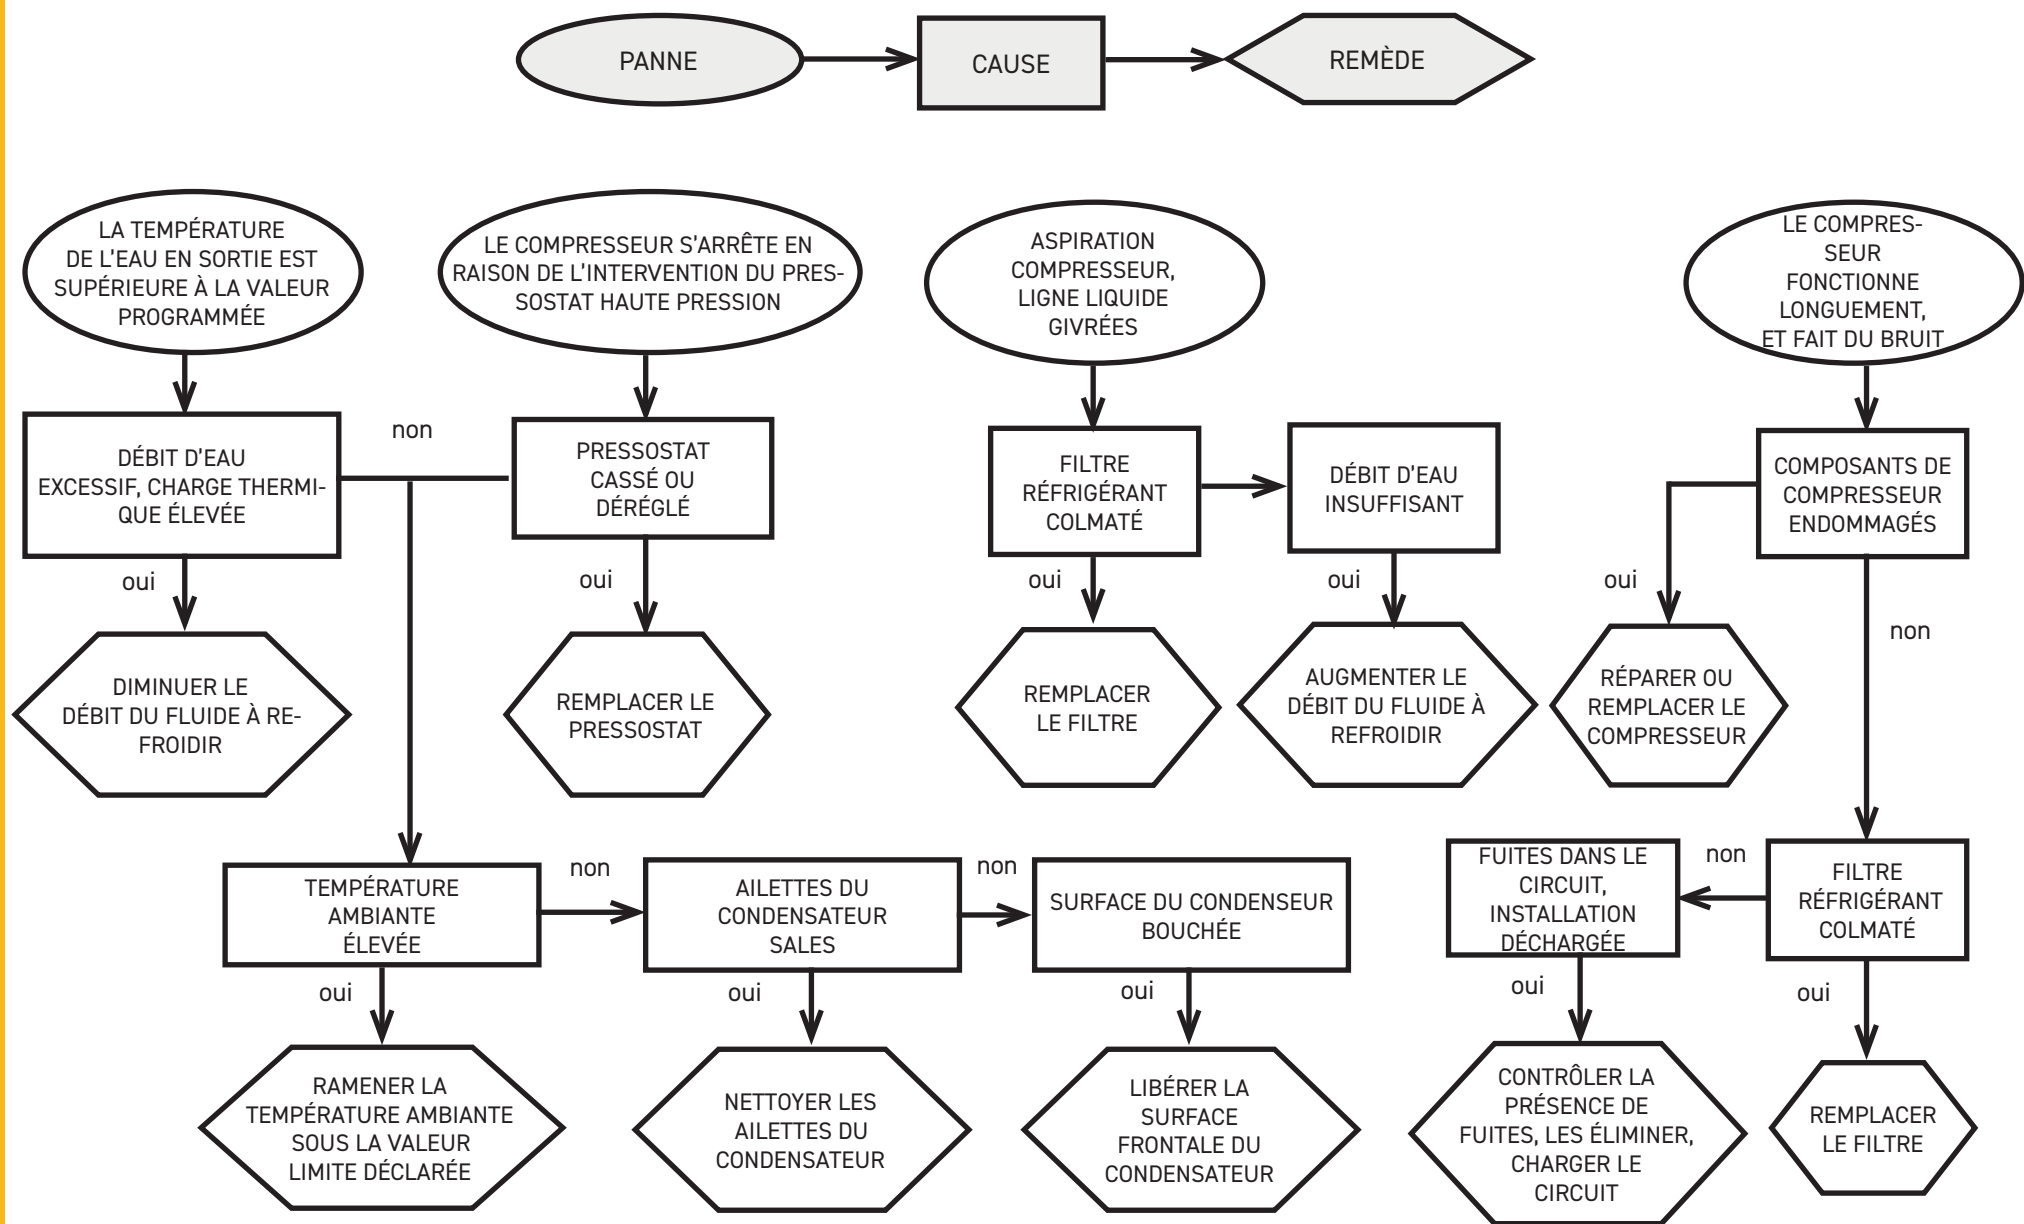 PANNE
CAUSE
REMÈDE
LA TEMPÉRATURE
DE L'EAU EN SORTIE EST
SUPÉRIEURE À LA VALEUR
PROGRAMMÉE
LE COMPRESSEUR S'ARRÊTE EN
RAISON DE L'INTERVENTION DU PRES-
SOSTAT HAUTE PRESSION
ASPIRATION
COMPRESSEUR,
LIGNE LIQUIDE
GIVRÉES
LE COMPRES-
SEUR
FONCTIONNE
LONGUEMENT,
ET FAIT DU BRUIT
DÉBIT D'EAU
EXCESSIF, CHARGE THERMI-
QUE ÉLEVÉE
non
PRESSOSTAT
CASSÉ OU
DÉRÉGLÉ
FILTRE
RÉFRIGÉRANT
COLMATÉ
DÉBIT D'EAU
INSUFFISANT
COMPOSANTS DE
COMPRESSEUR
ENDOMMAGÉS
oui
oui
oui
oui
oui
non
DIMINUER LE
DÉBIT DU FLUIDE À RE-
FROIDIR
REMPLACER LE
PRESSOSTAT
REMPLACER
LE FILTRE
AUGMENTER LE
DÉBIT DU FLUIDE À
REFROIDIR
RÉPARER OU
REMPLACER LE
COMPRESSEUR
TEMPÉRATURE
AMBIANTE
ÉLEVÉE
non
AILETTES DU
CONDENSATEUR
SALES
non
SURFACE DU CONDENSEUR
BOUCHÉE
FUITES DANS LE
CIRCUIT,
INSTALLATION
DÉCHARGÉE
non
FILTRE
RÉFRIGÉRANT
COLMATÉ
oui
oui
oui
oui
oui
RAMENER LA
TEMPÉRATURE AMBIANTE
SOUS LA VALEUR
LIMITE DÉCLARÉE
NETTOYER LES
AILETTES DU
CONDENSATEUR
LIBÉRER LA
SURFACE
FRONTALE DU
CONDENSATEUR
CONTRÔLER LA
PRÉSENCE DE
FUITES, LES ÉLIMINER,
CHARGER LE
CIRCUIT
REMPLACER
LE FILTRE